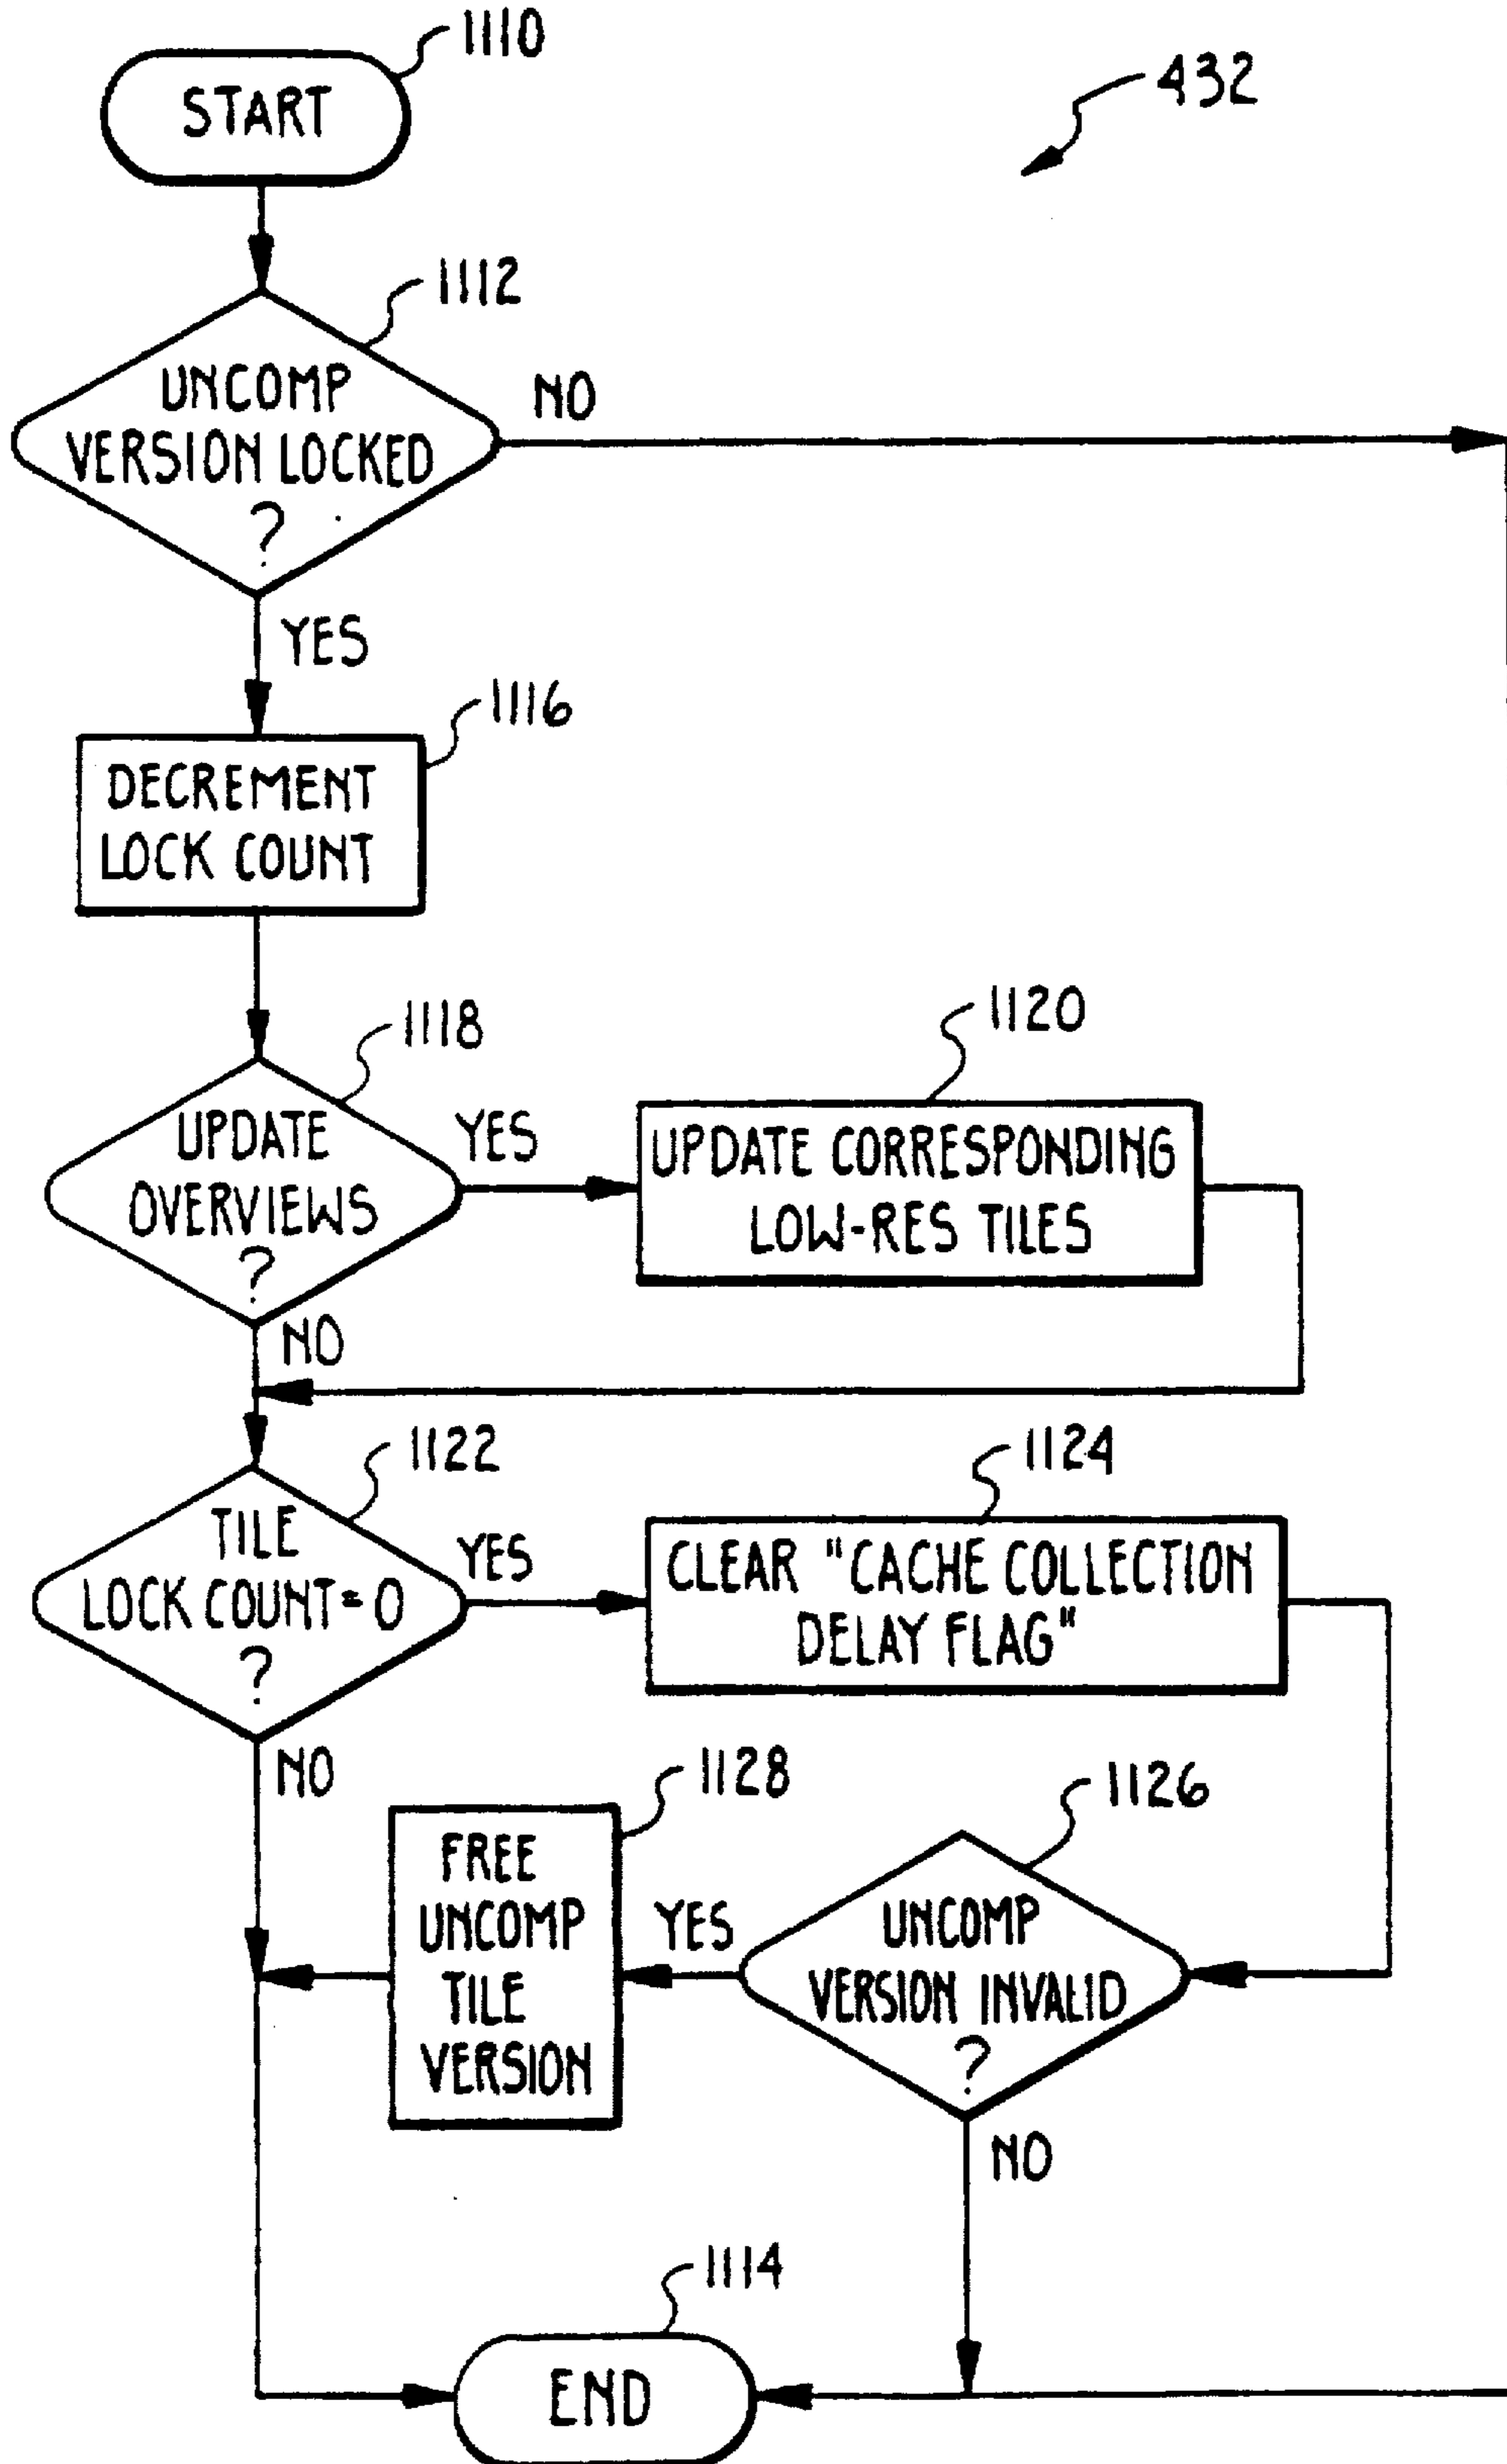 1110
START
432
1112
UNCOMP
VERSION LOCKED
?
NO
YES
1116
DECREMENT
LOCK COUNT
1118
UPDATE
OVERVIEWS
?
YES
1120
UPDATE CORRESPONDING
LOW-RES TILES
NO
1122
TILE
LOCK COUNT=0
?
YES
1124
CLEAR "CACHE COLLECTION
DELAY FLAG"
NO
1128
FREE
UNCOMP
TILE
VERSION
YES
1126
UNCOMP
VERSION INVALID
?
NO
1114
END